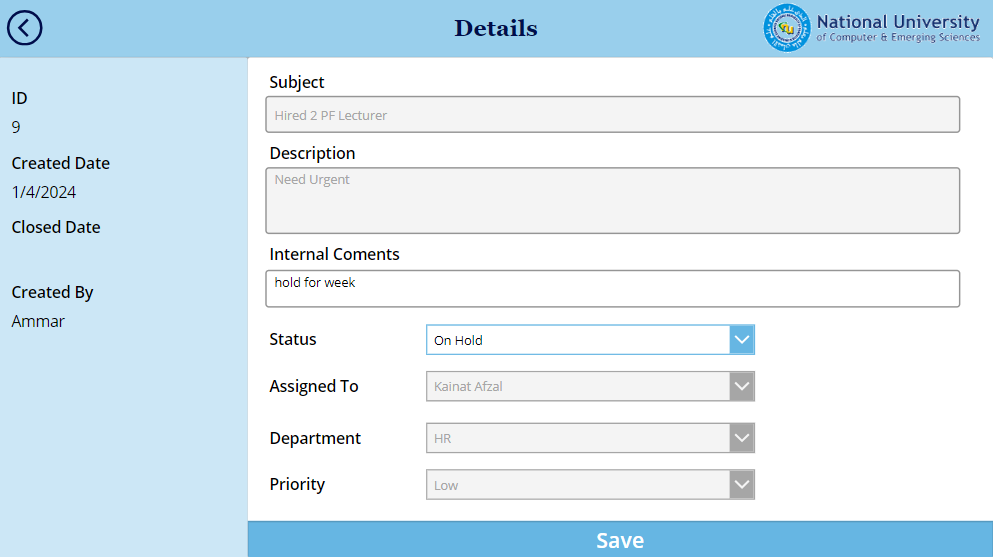 Details
National University
of Computer & Emerging Sciences
ID
9
Created Date
1/4/2024
Closed Date
Created By
Ammar
Subject
Hired 2 PF Lecturer
Description
Need Urgent
Internal Coments
hold for week
Status
On Hold
Assigned To
Kainat Afzal
Department
HR
Priority
Low
Save